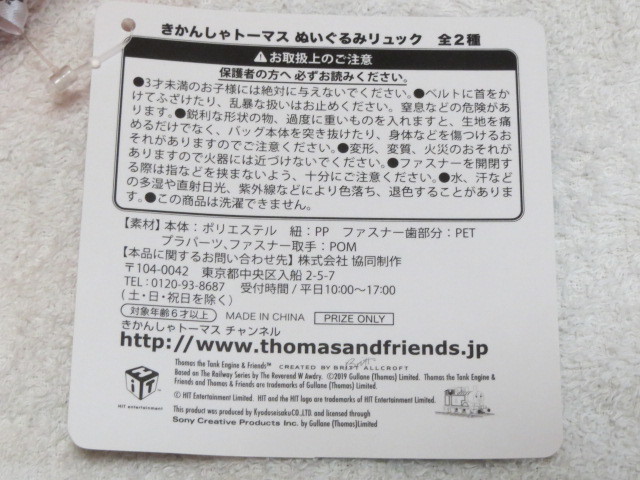 きかんしゃトーマス ぬいぐるみリュック 全2種
⚠お取扱上のご注意
保護者の方へ 必ずお読みください。
●3才未満のお子様には絶対に与えないでください。●ベルトに首をか
けてふざけたり、乱暴な扱いはお止めください。窒息などの危険があ
ります。●鋭利な形状の物、過度に重いものを入れますと、生地を痛
めるだけでなく、バッグ本体を突き抜けたり、身体などを傷つけるお
それがありますのでご注意ください。●変形、変質、火災のおそれが
ありますので火器には近づけないでください。●ファスナーを開閉す
る際は指などを挟まないよう、十分にご注意ください。●水、汗など
の多湿や直射日光、紫外線などにより色落ち、退色することがありま
す。●この商品は洗濯できません。
【素材】本体:ポリエステル 紐:PP ファスナー歯部分:PET
プラパーツ、ファスナー取手:POM
【本品に関するお問い合わせ先】株式会社 協同制作
〒104-0042 東京都中央区入船2-5-7
TEL:0120-93-8687 受付時間/平日10:00〜17:00
(土・日・祝日を除く)
対象年齢6才以上 MADE IN CHINA PRIZE ONLY
きかんしゃトーマス チャンネル
http://www.thomasandfriends.jp
Thomas the Tank Engine & Friends™ CREATED BY BRITT ALLCROFT
Based on The Railway Series by The Reverend W Awdry. ©2019 Gullane (Thomas) Limited. Thomas the Tank Engine &
Friends and Thomas & Friends are trademarks of Gullane (Thomas) Limited.
© HIT Entertainment Limited. HIT and the HIT logo are trademarks of HIT Entertainment Limited.
This product was produced by Kyodoseisaku CO.,LTD. and licensed through
Sony Creative Products Inc. by Gullane (Thomas)Limited
HiT
HIT entertainment